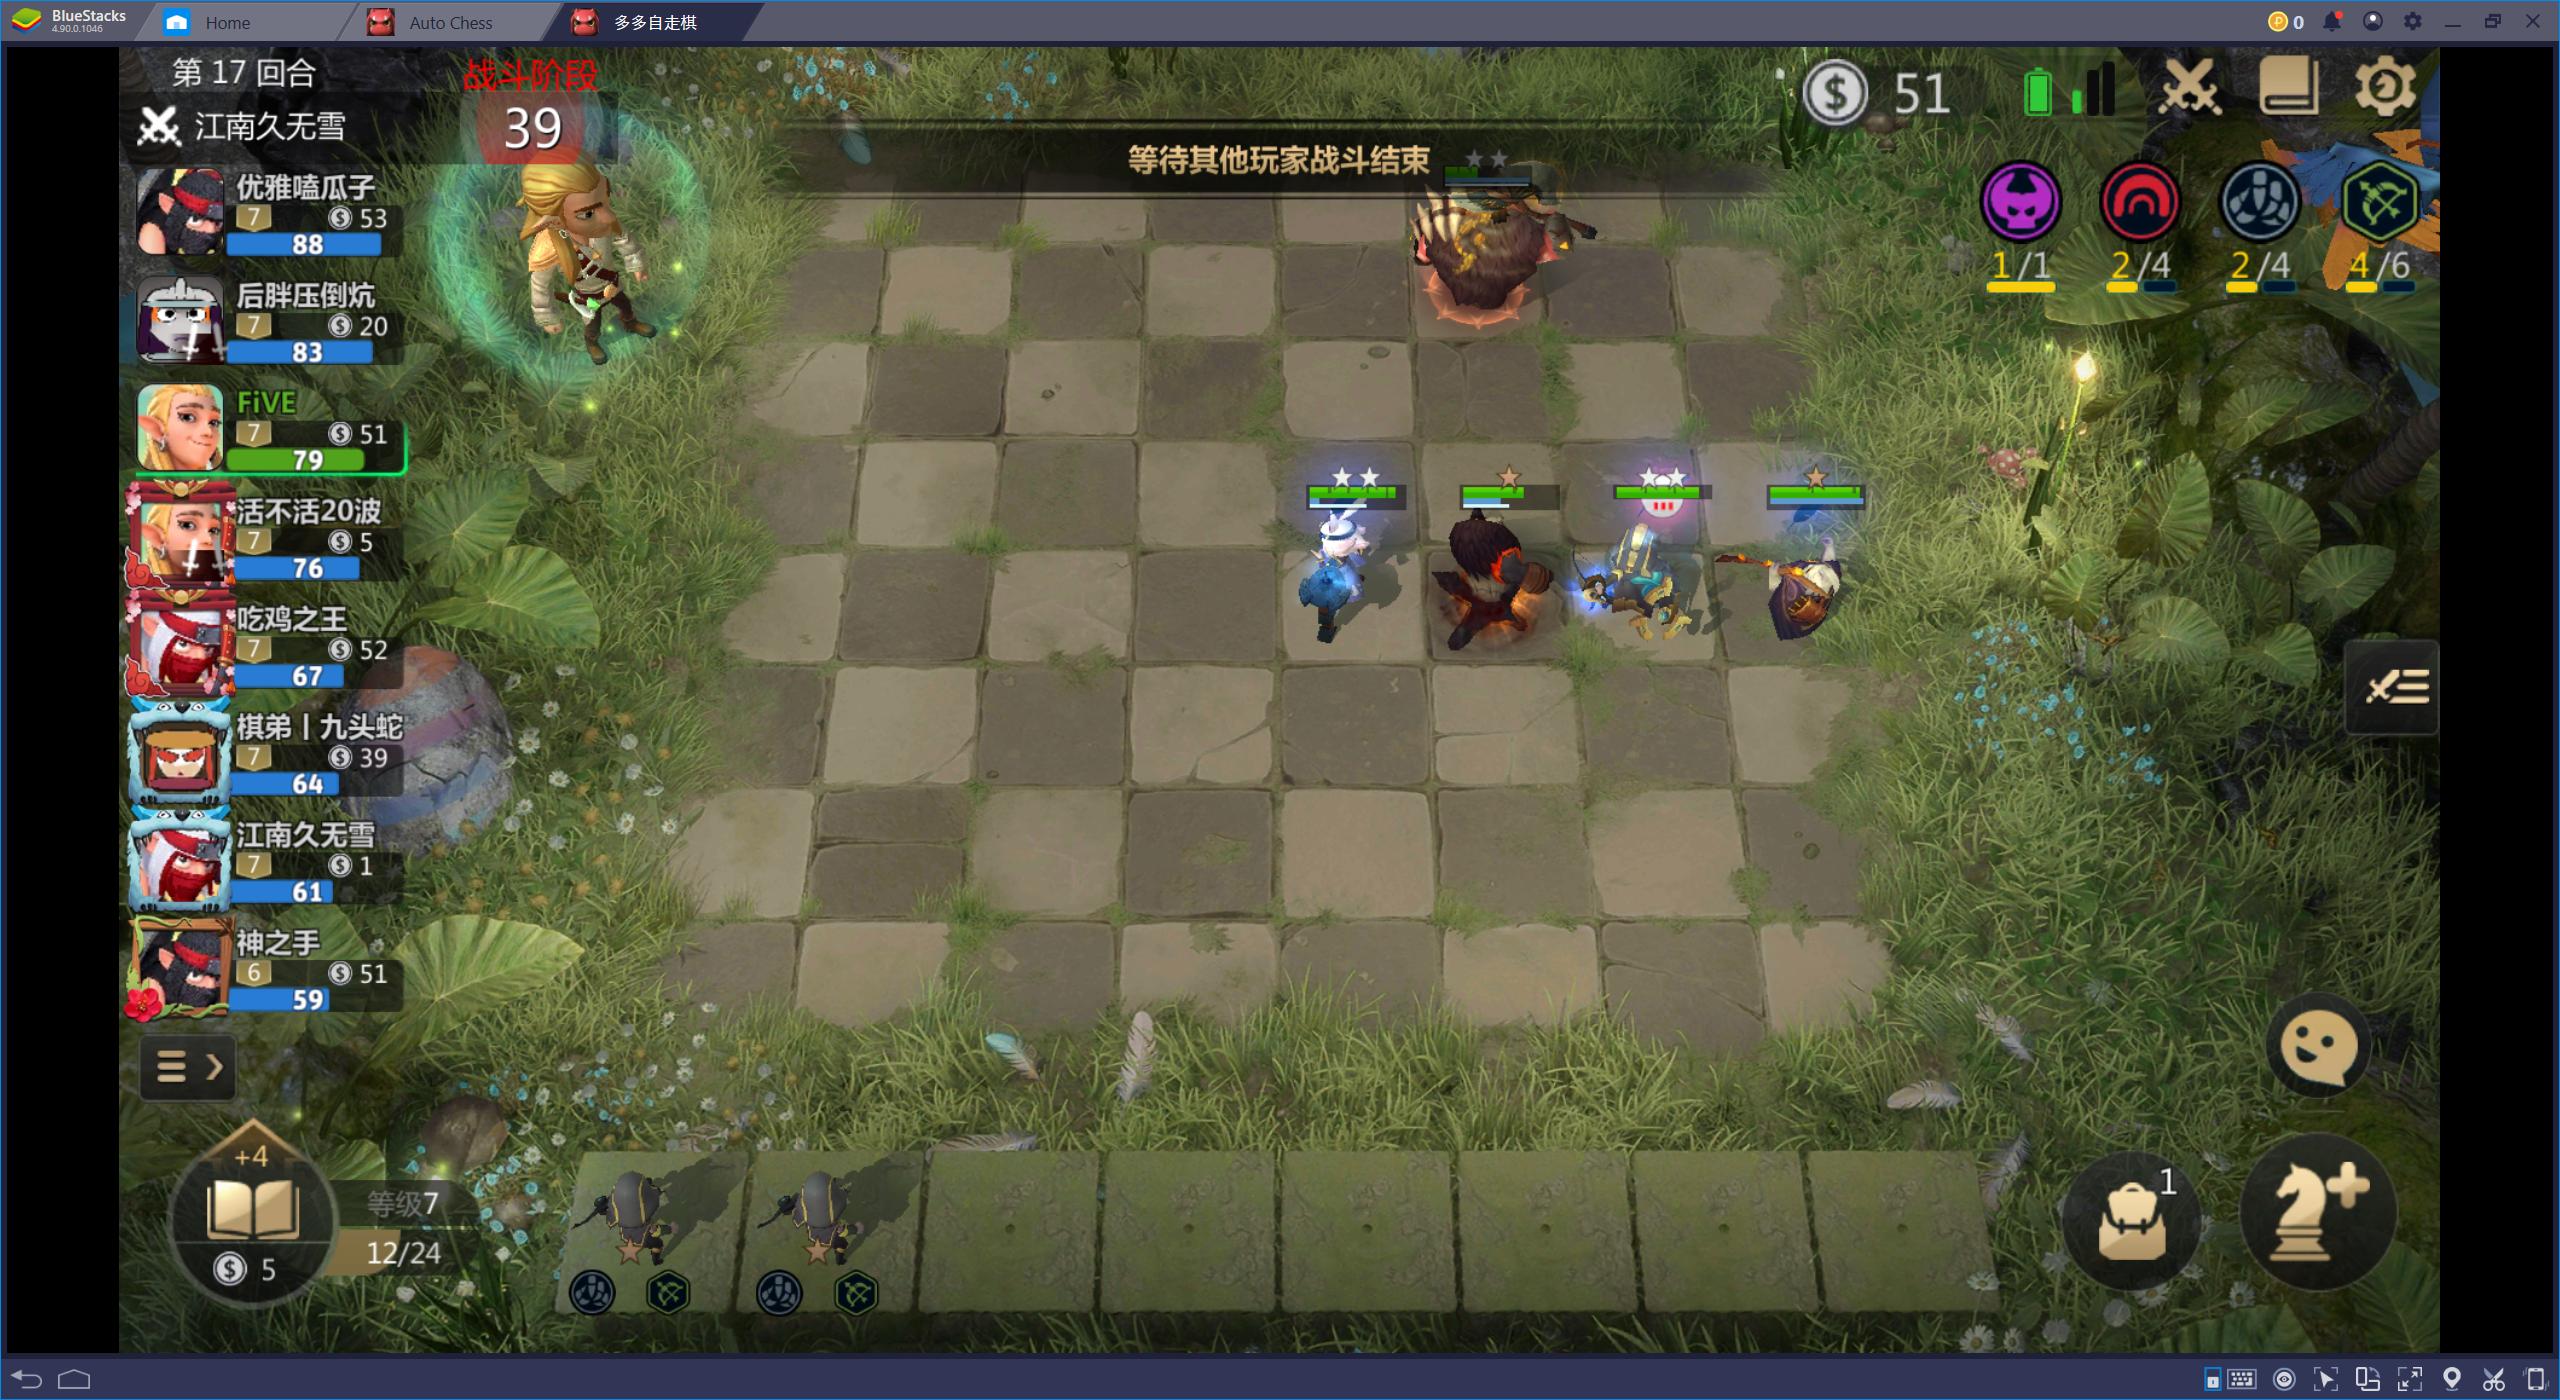 BlueStacks
4.90.0.1046
Home
Auto Chess
多多自走棋
0
第 17 回合
战斗阶段
江南久无雪
39
等待其他玩家战斗结束
51
1/1
2/4
2/4
4/6
优雅嗑瓜子
7
53
88
后胖压倒炕
7
20
83
FiVE
7
51
79
活不活20波
7
5
76
吃鸡之王
7
52
67
棋弟丨九头蛇
7
39
64
江南久无雪
7
1
61
神之手
6
51
59
+4
5
等级7
12/24
1